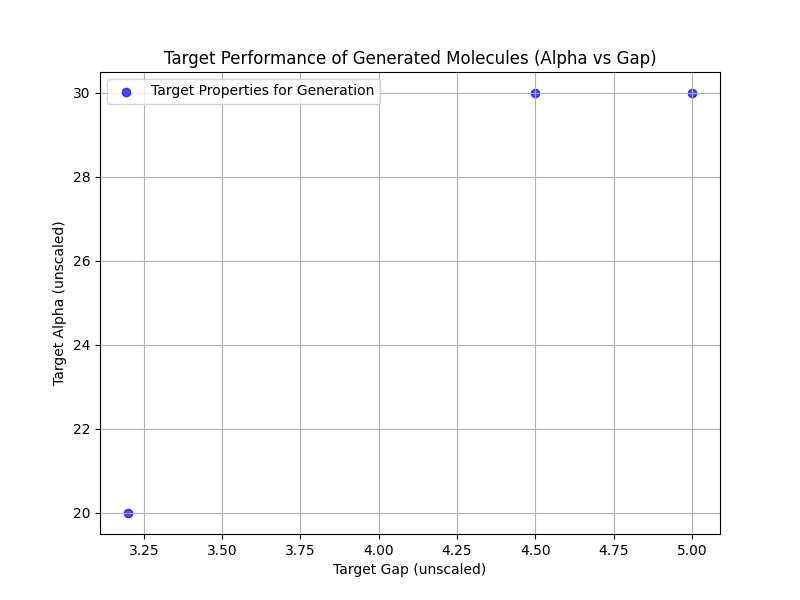 Target Performance of Generated Molecules (Alpha vs Gap)
Target Properties for Generation
Target Alpha (unscaled)
30
28
26
24
22
20
3.25 3.50 3.75 4.00 4.25 4.50 4.75 5.00
Target Gap (unscaled)